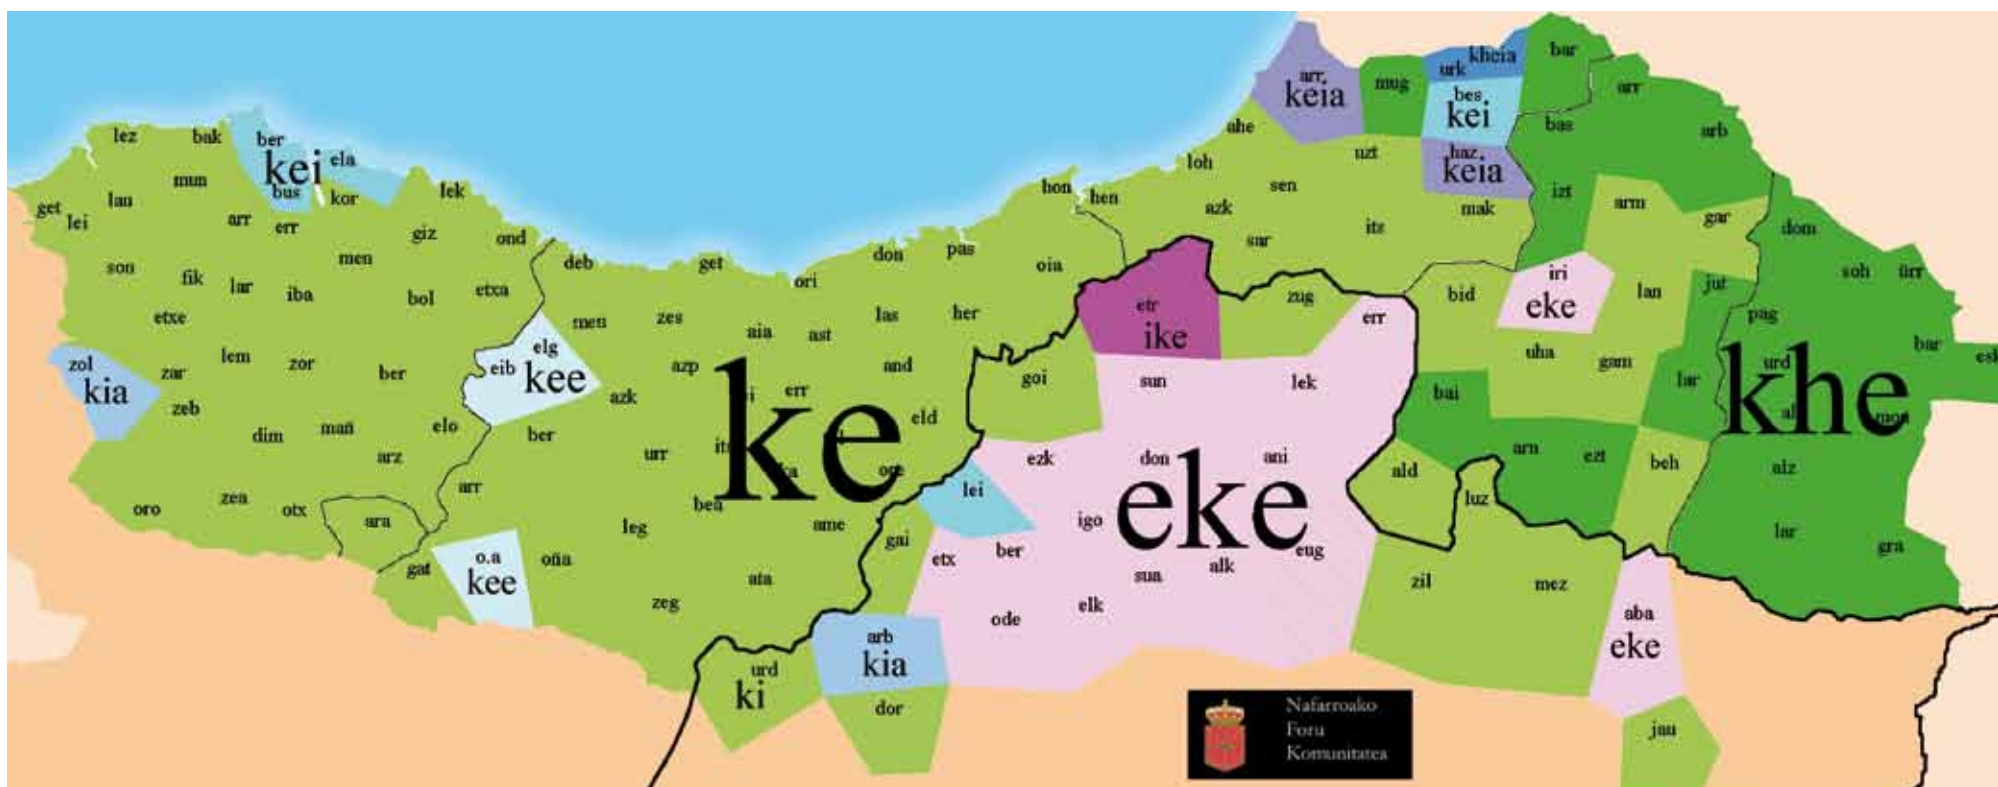 lez
bak
ber
kei
ela
bus
kor
lek
mun
lau
get
lei
arr
err
giz
ond
men
son
fik
lar
iba
bol
etxa
etxe
lem
zor
ber
zol
kia
zar
zeb
dim
mañ
elo
arz
oro
zea
otx
ara
arr
gat
deb
get
ori
don
pas
hon
hen
oia
men
zes
aia
ast
las
her
elg
eib
kee
azp
err
and
azk
eld
ber
urr
ke
bea
leg
ame
o.a
kee
oña
ata
zeg
arr
keia
mug
urk
kheia
bes
kei
haz
keia
bar
arr
arb
bas
ahe
loh
uzt
sen
azk
sar
its
mak
izt
arm
gar
dom
soh
ürr
etr
ike
zug
err
bid
iri
eke
lan
jut
pag
bar
uha
gam
urd
khe
mon
goi
sun
lek
bai
lar
ezk
don
ani
eke
ald
luz
arn
ezt
beh
alz
lei
igo
eug
gai
etx
ber
sua
alk
lar
gra
zil
mez
ode
elk
aba
eke
arb
kia
urd
ki
dor
jau
Nafarroako
Foru
Komunitatea